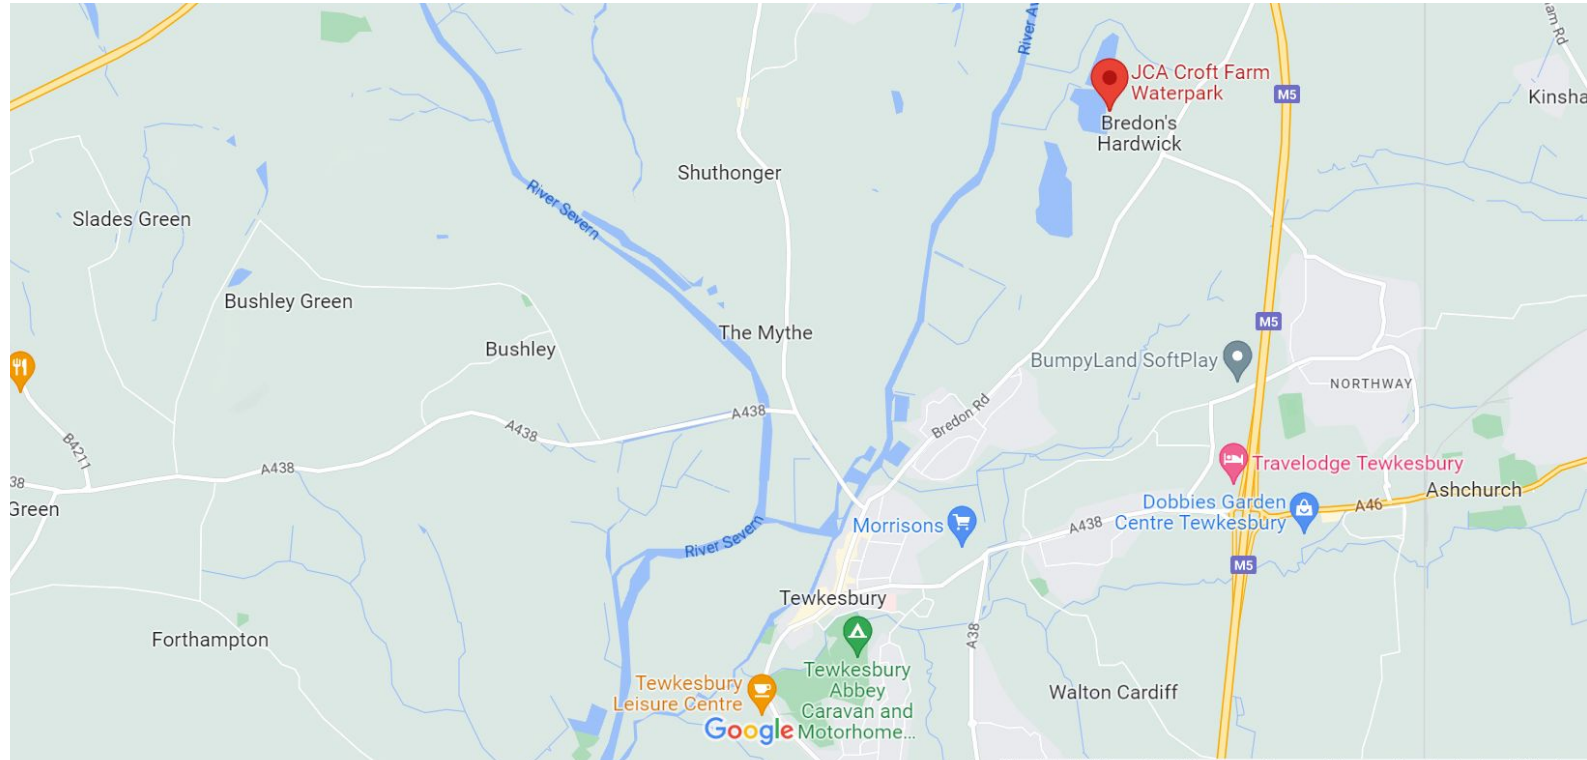 River Av
am Rd
JCA Croft Farm
Waterpark
M5
Kinsha
Bredon's
Hardwick
Shuthonger
River Severn
Slades Green
Bushley Green
M5
The Mythe
Bushley
BumpyLand SoftPlay
NORTHWAY
A438
Bredon Rd
A438
B4211
A438
38
Travelodge Tewkesbury
Ashchurch
Green
Dobbies Garden
Centre Tewkesbury
A46
Morrisons
A438
River Severn
M5
Tewkesbury
A38
Forthampton
Tewkesbury
Abbey
Caravan and
Motorhome...
Tewkesbury
Leisure Centre
Walton Cardiff
Google